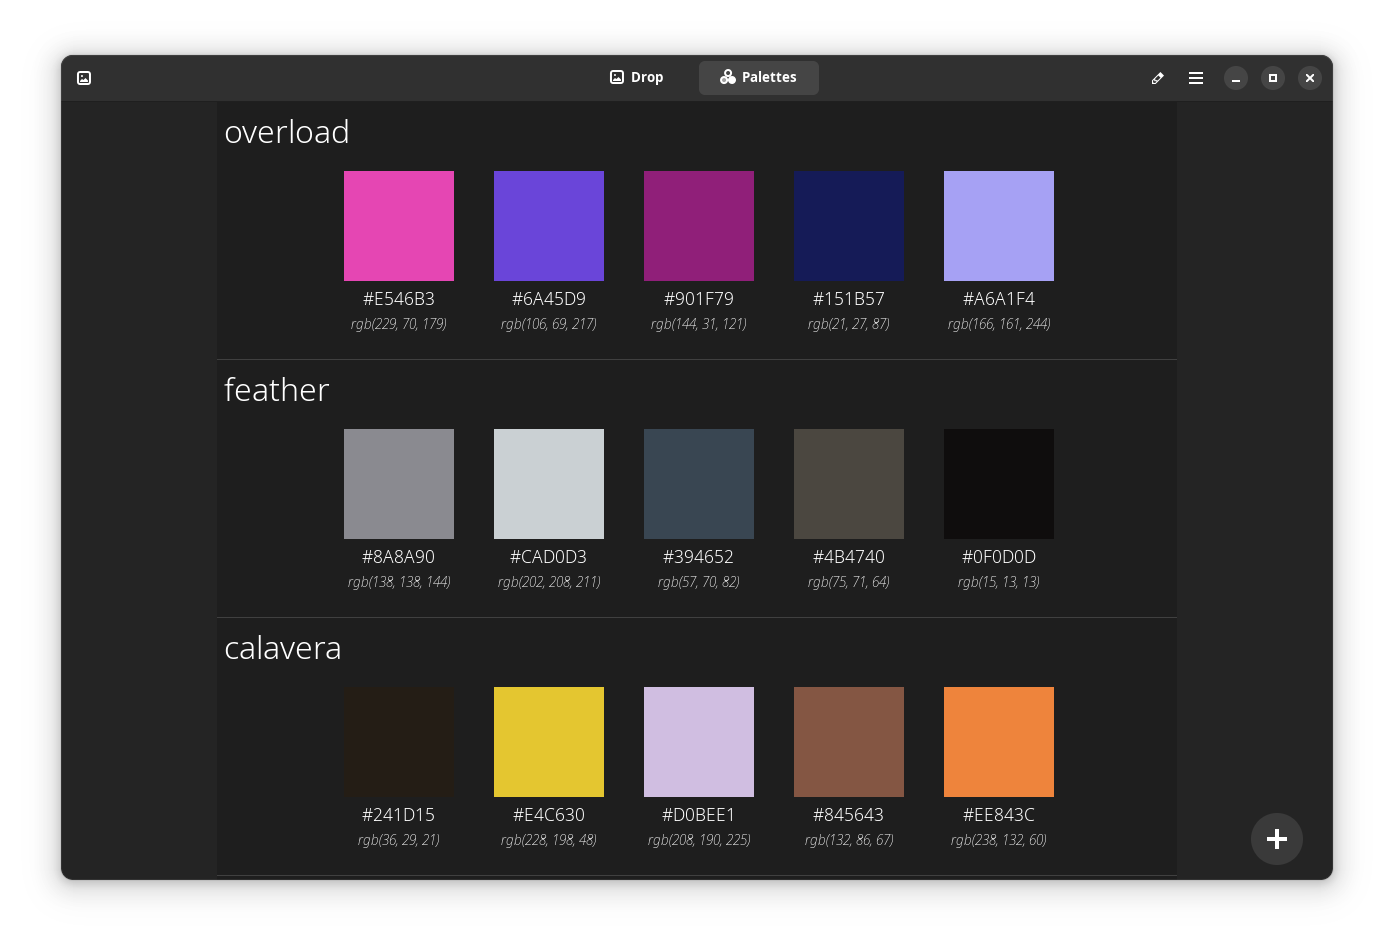 Drop Palettes
overload
#E546B3 #6A45D9 #901F79 #151B57 #A6A1F4
rgb(229, 70, 179) rgb(106, 69, 217) rgb(144, 31, 121) rgb(21, 27, 87) rgb(166, 161, 244)
feather
#8A8A90 #CAD0D3 #394652 #4B4740 #0F0D0D
rgb(138, 138, 144) rgb(202, 208, 211) rgb(57, 70, 82) rgb(75, 71, 64) rgb(15, 13, 13)
calavera
#241D15 #E4C630 #D0BEE1 #845643 #EE843C
rgb(36, 29, 21) rgb(228, 198, 48) rgb(208, 190, 225) rgb(132, 86, 67) rgb(238, 132, 60)